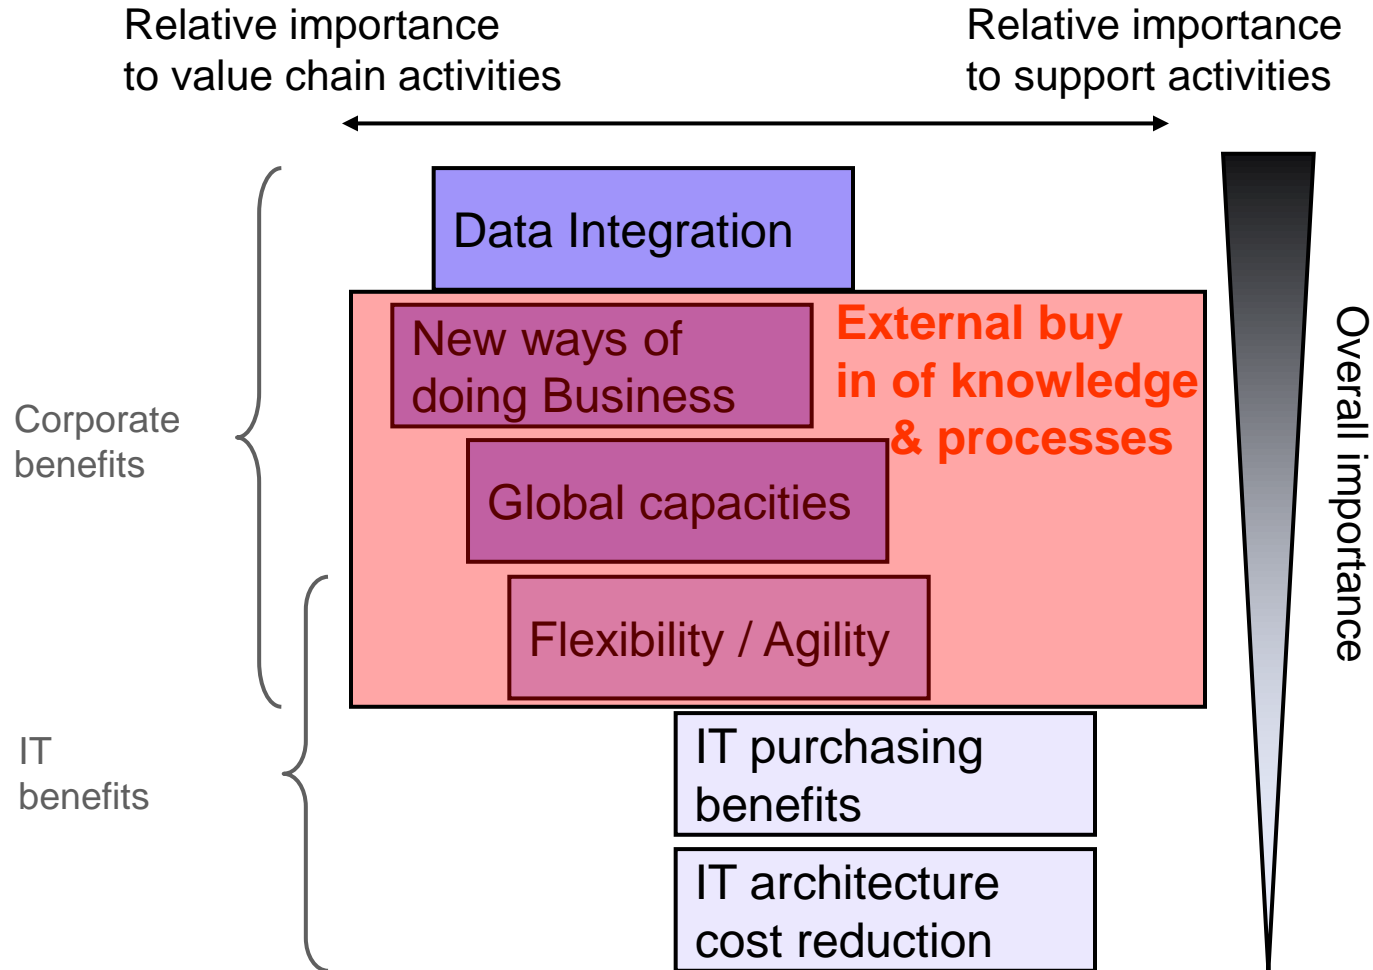 Relative importance
to value chain activities
Relative importance
to support activities
Data Integration
New ways of
doing Business
External buy
in of knowledge
& processes
Global capacities
Flexibility / Agility
IT purchasing
benefits
IT architecture
cost reduction
Corporate
benefits
IT
benefits
Overall importance